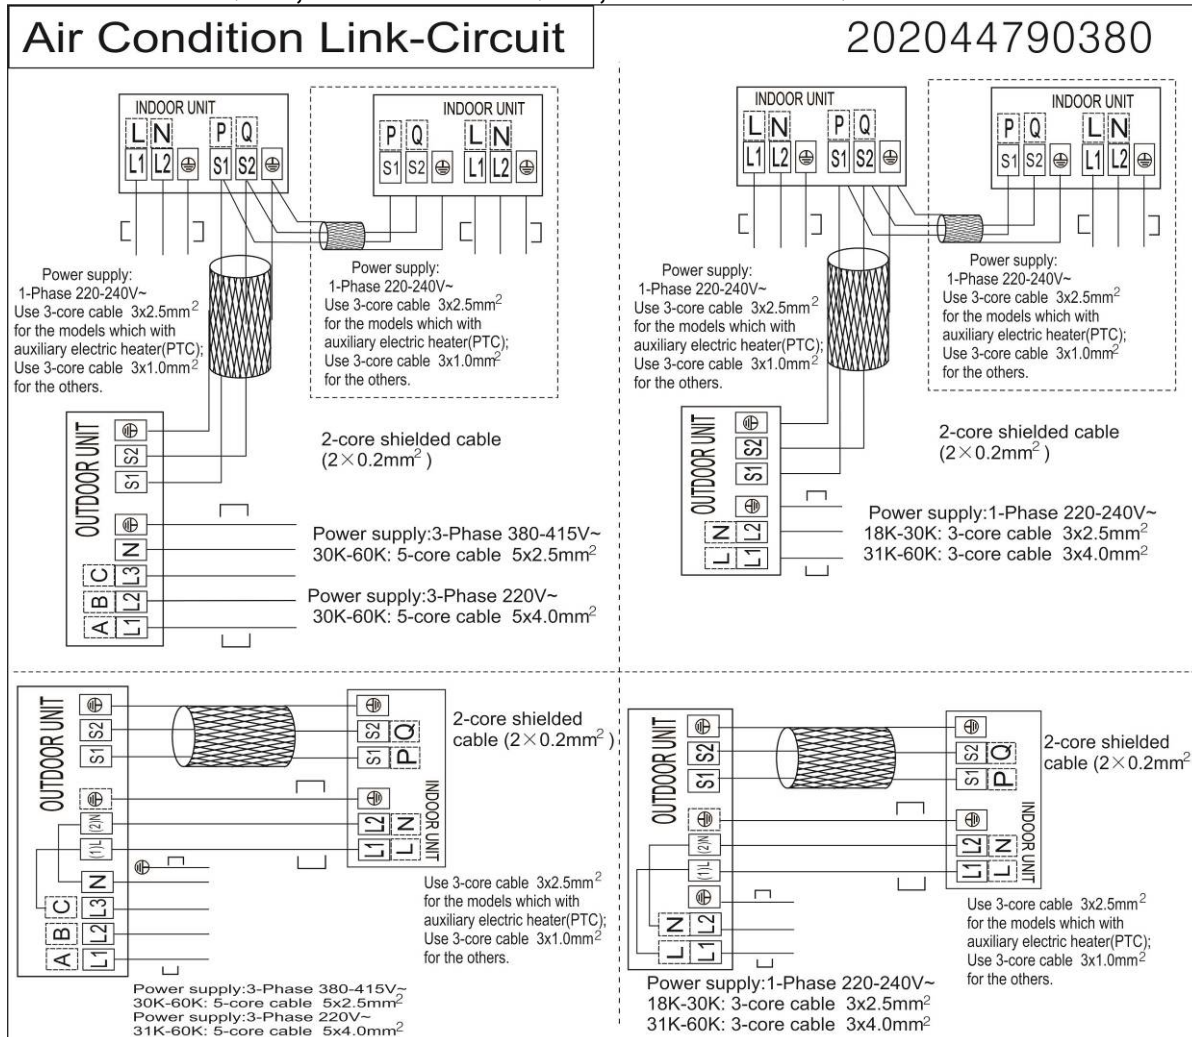 Air Condition Link-Circuit
202044790380
INDOOR UNIT
L N P Q
L1 L2 S1 S2
INDOOR UNIT
P Q L N
S1 S2 L1 L2
Power supply:
1-Phase 220-240V~
Use 3-core cable 3x2.5mm²
for the models which with
auxiliary electric heater(PTC);
Use 3-core cable 3x1.0mm²
for the others.
Power supply:
1-Phase 220-240V~
Use 3-core cable 3x2.5mm²
for the models which with
auxiliary electric heater(PTC);
Use 3-core cable 3x1.0mm²
for the others.
OUTDOOR UNIT
S2
S1
N
C L3
B L2
A L1
2-core shielded cable
(2×0.2mm²)
Power supply:3-Phase 380-415V~
30K-60K: 5-core cable 5x2.5mm²
Power supply:3-Phase 220V~
30K-60K: 5-core cable 5x4.0mm²
INDOOR UNIT
L N P Q
L1 L2 S1 S2
INDOOR UNIT
P Q L N
S1 S2 L1 L2
Power supply:
1-Phase 220-240V~
Use 3-core cable 3x2.5mm²
for the models which with
auxiliary electric heater(PTC);
Use 3-core cable 3x1.0mm²
for the others.
Power supply:
1-Phase 220-240V~
Use 3-core cable 3x2.5mm²
for the models which with
auxiliary electric heater(PTC);
Use 3-core cable 3x1.0mm²
for the others.
OUTDOOR UNIT
S2
S1
N L2
L L1
2-core shielded cable
(2×0.2mm²)
Power supply:1-Phase 220-240V~
18K-30K: 3-core cable 3x2.5mm²
31K-60K: 3-core cable 3x4.0mm²
OUTDOOR UNIT
S2
S1
(2)N
(1)L
N
C L3
B L2
A L1
S2 Q
S1 P
L2 N
L1 L
INDOOR UNIT
2-core shielded
cable (2×0.2mm²)
Use 3-core cable 3x2.5mm²
for the models which with
auxiliary electric heater(PTC);
Use 3-core cable 3x1.0mm²
for the others.
Power supply:3-Phase 380-415V~
30K-60K: 5-core cable 5x2.5mm²
Power supply:3-Phase 220V~
31K-60K: 5-core cable 5x4.0mm²
OUTDOOR UNIT
S2
S1
(2)N
(1)L
N L2
L L1
S2 Q
S1 P
L2 N
L1 L
INDOOR UNIT
2-core shielded
cable (2×0.2mm²
Use 3-core cable 3x2.5mm²
for the models which with
auxiliary electric heater(PTC);
Use 3-core cable 3x1.0mm²
for the others.
Power supply:1-Phase 220-240V~
18K-30K: 3-core cable 3x2.5mm²
31K-60K: 3-core cable 3x4.0mm²